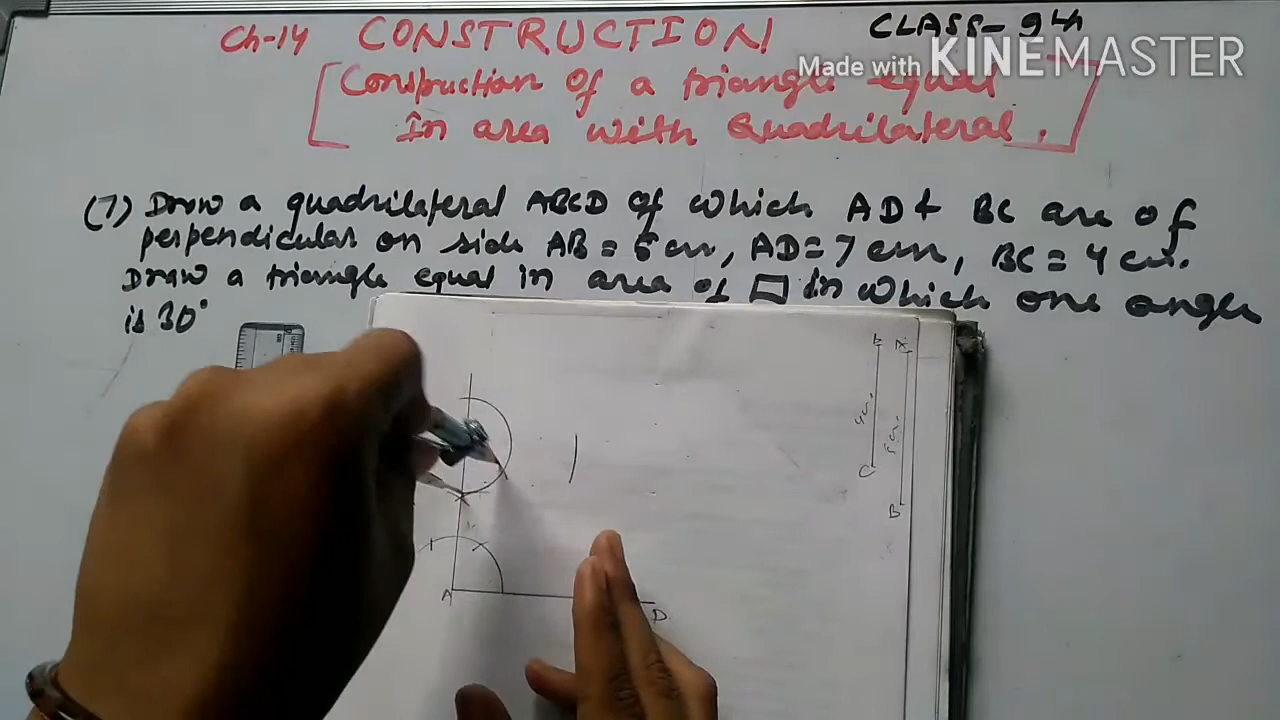 Ch-14 CONSTRUCTION CLASS-9th
Made with KINEMASTER
[Construction of a triangle equal
In area with Quadrilateral.]
(7) Draw a quadrilateral ABCD of which AD + BC are of
perpendicular on side AB = 5 cm, AD = 7 cm, BC = 4 cm.
Draw a triangle equal in area of ▱ in which one angle
is 30°
4cm.
C
5cm.
B
A
D